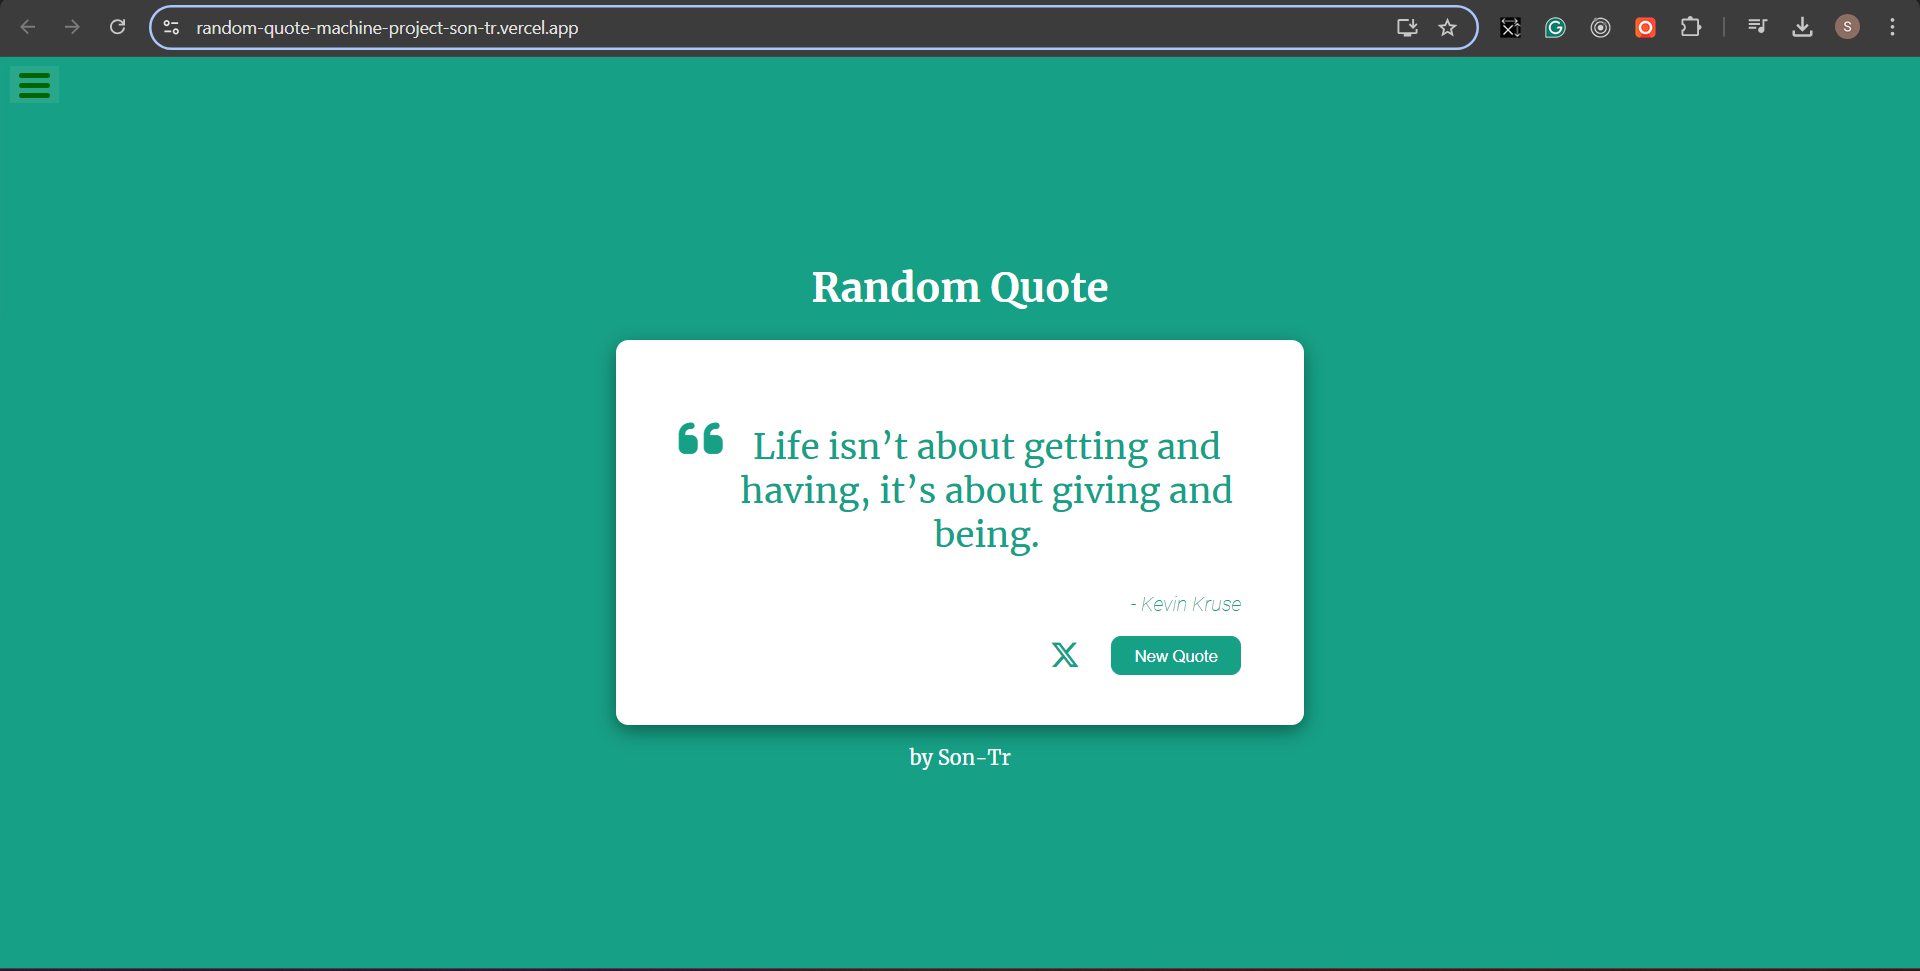 random-quote-machine-project-son-tr.vercel.app
S
Random Quote
Life isn’t about getting and
having, it’s about giving and
being.
- Kevin Kruse
New Quote
by Son-Tr